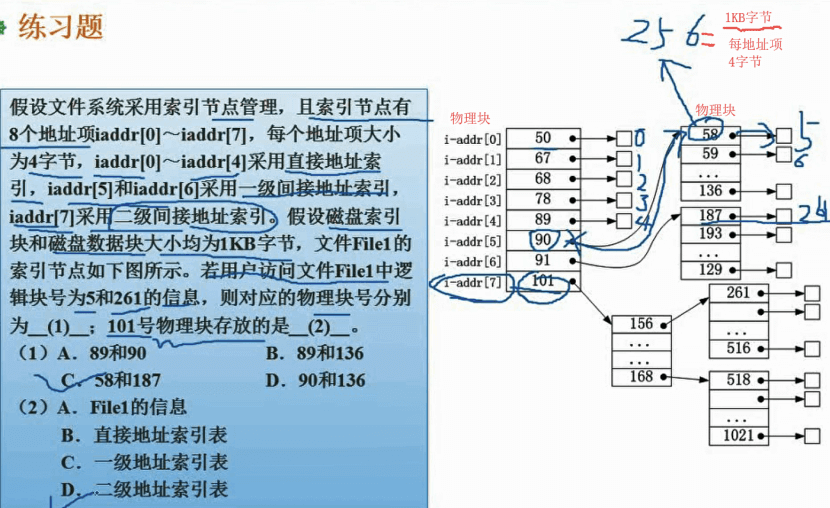 练习题
假设文件系统采用索引节点管理，且索引节点有
8个地址项iaddr[0]～iaddr[7]，每个地址项大小
为4字节，iaddr[0]～iaddr[4]采用直接地址索
引，iaddr[5]和iaddr[6]采用一级间接地址索引，
iaddr[7]采用二级间接地址索引。假设磁盘索引
块和磁盘数据块大小均为1KB字节，文件File1的
索引节点如下图所示。若用户访问文件File1中逻
辑块号为5和261的信息，则对应的物理块号分别
为__(1)__；101号物理块存放的是__(2)__。
（1）A．89和90 B．89和136
C．58和187 D．90和136
（2）A．File1的信息
B．直接地址索引表
C．一级地址索引表
D．二级地址索引表
256=
1KB字节
每地址项
4字节
物理块
i-addr[0] 50 0
i-addr[1] 67 1
i-addr[2] 68 2
i-addr[3] 78 3
i-addr[4] 89 4
i-addr[5] 90
i-addr[6] 91
i-addr[7] 101
物理块
58 5
59 6
...
136
187
193
...
129
156
...
...
168
261
...
516
518
...
1021